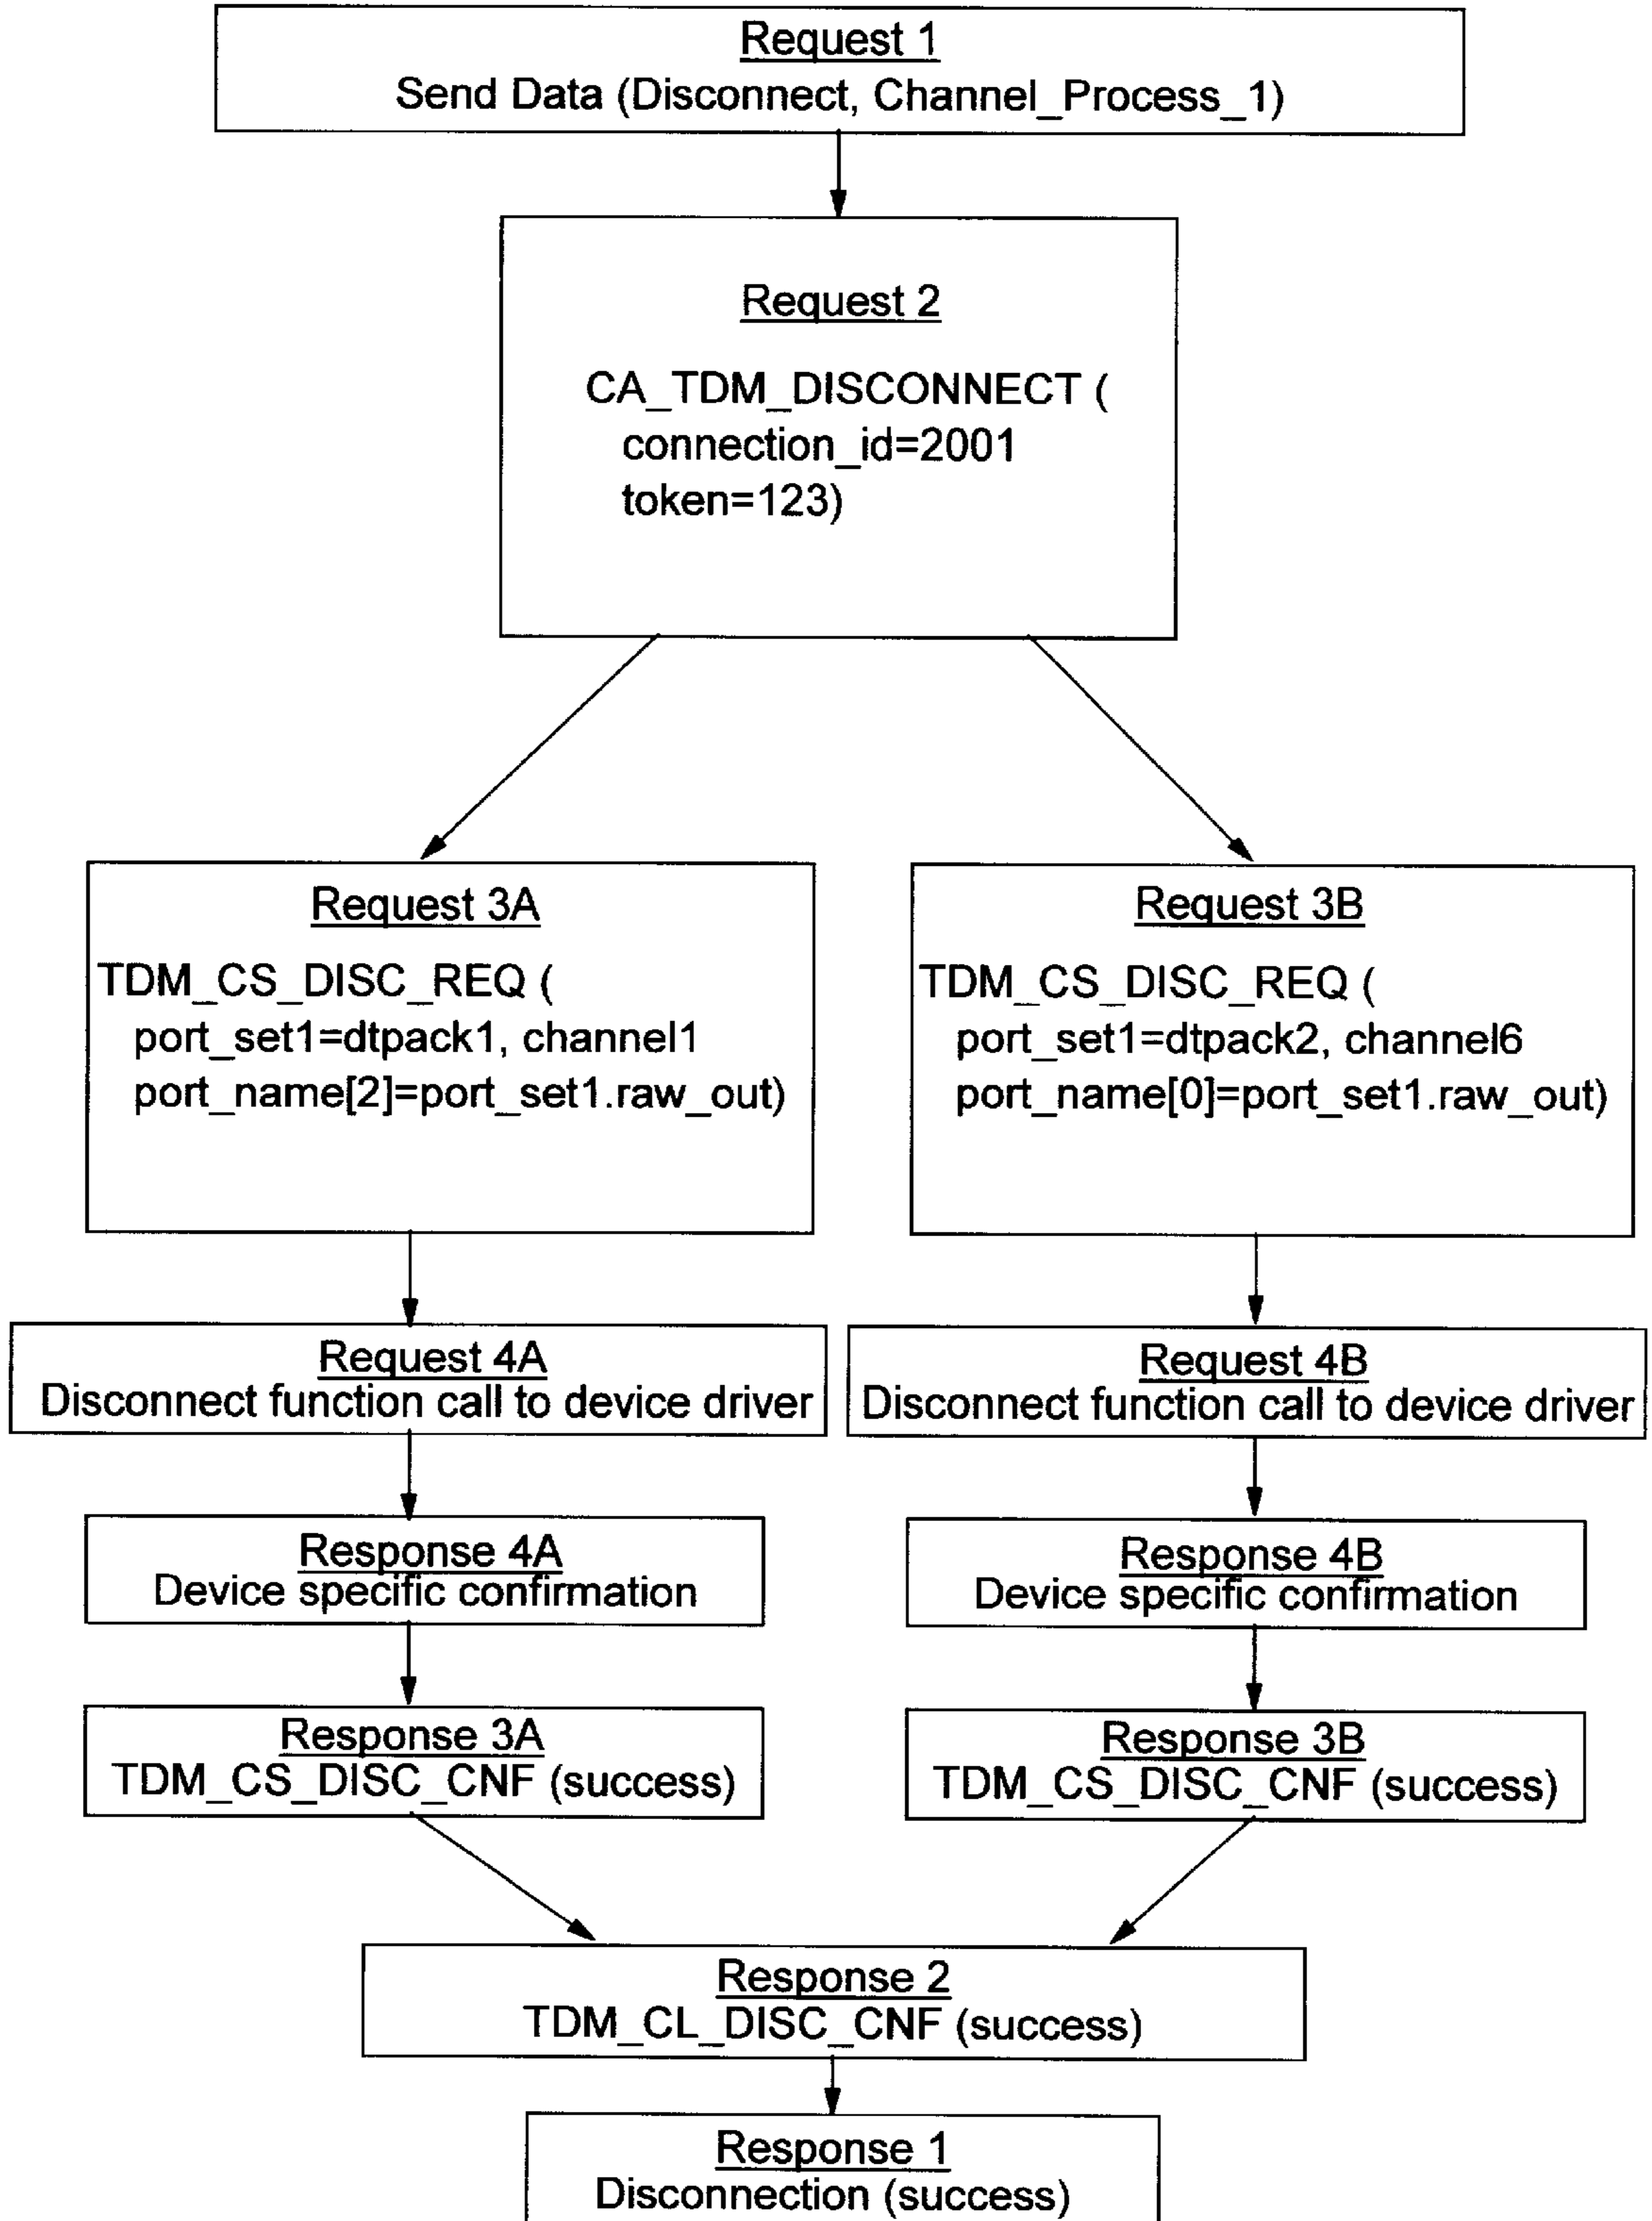 Request 1
Send Data (Disconnect, Channel_Process_1)
Request 2
CA_TDM_DISCONNECT (
connection_id=2001
token=123)
Request 3A
TDM_CS_DISC_REQ (
port_set1=dtpack1, channel1
port_name[2]=port_set1.raw_out)
Request 3B
TDM_CS_DISC_REQ (
port_set1=dtpack2, channel6
port_name[0]=port_set1.raw_out)
Request 4A
Disconnect function call to device driver
Request 4B
Disconnect function call to device driver
Response 4A
Device specific confirmation
Response 4B
Device specific confirmation
Response 3A
TDM_CS_DISC_CNF (success)
Response 3B
TDM_CS_DISC_CNF (success)
Response 2
TDM_CL_DISC_CNF (success)
Response 1
Disconnection (success)